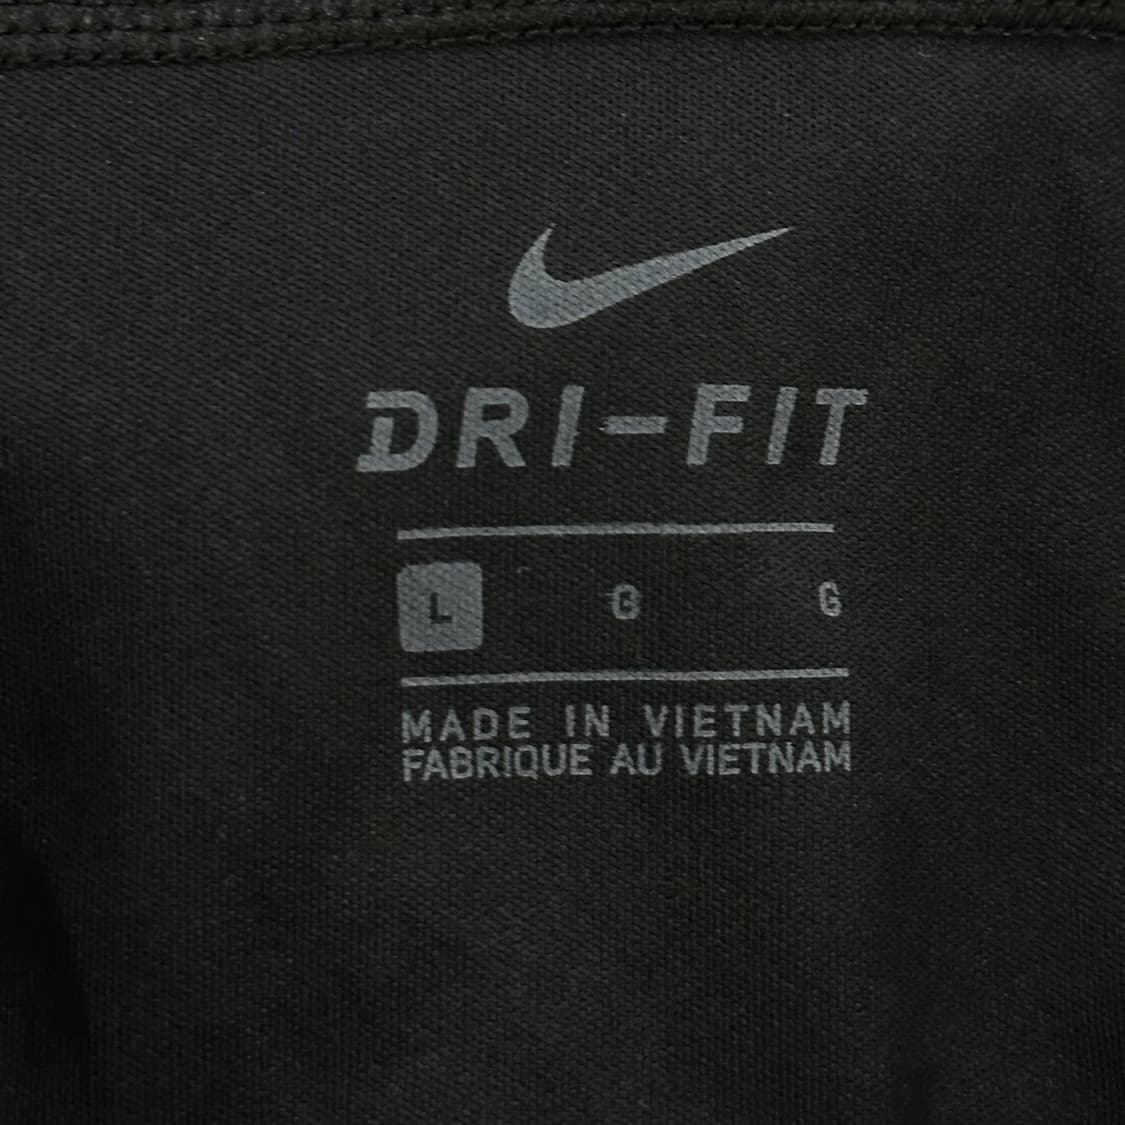 DRI-FIT
L G G
MADE IN VIETNAM
FABRIQUE AU VIETNAM